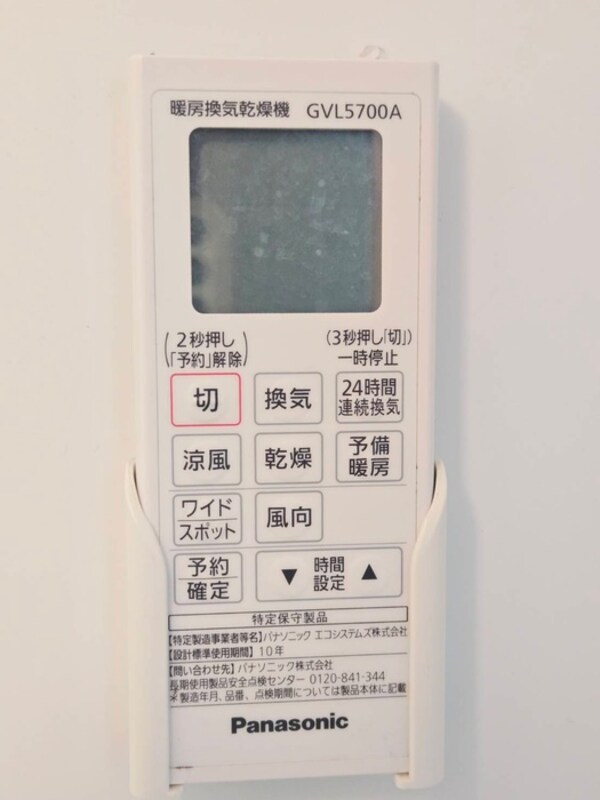 暖房換気乾燥機 GVL5700A
(2秒押し「予約」解除)
(3秒押し「切」)
一時停止
切
換気
24時間
連続換気
涼風
乾燥
予備
暖房
ワイド
スポット
風向
予約
確定
▼ 時間設定 ▲
特定保守製品
【特定製造事業者等名】パナソニック エコシステムズ株式会社
【設計標準使用期間】10年
【問い合わせ先】パナソニック株式会社
長期使用製品安全点検センター 0120-841-344
*製造年月、品番、点検期間については製品本体に記載
Panasonic